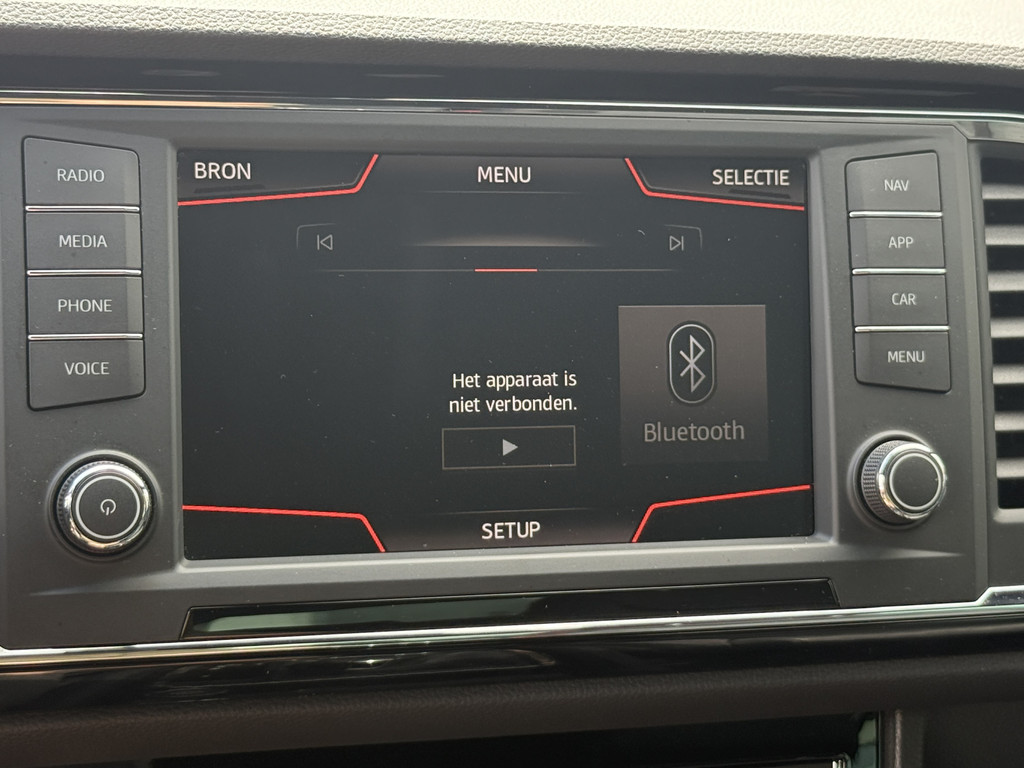 RADIO
MEDIA
PHONE
VOICE
BRON
MENU
SELECTIE
Het apparaat is
niet verbonden.
Bluetooth
SETUP
NAV
APP
CAR
MENU